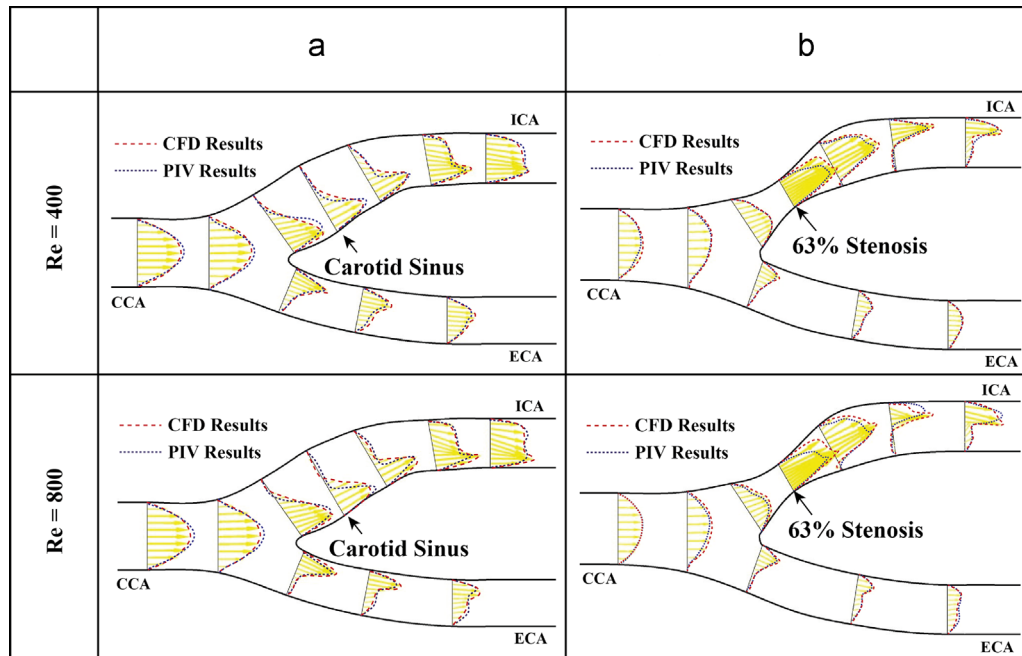 a
b
Re = 400
ICA
CFD Results
PIV Results
Carotid Sinus
CCA
ECA
ICA
CFD Results
PIV Results
63% Stenosis
CCA
ECA
Re = 800
ICA
CFD Results
PIV Results
Carotid Sinus
CCA
ECA
ICA
CFD Results
PIV Results
63% Stenosis
CCA
ECA